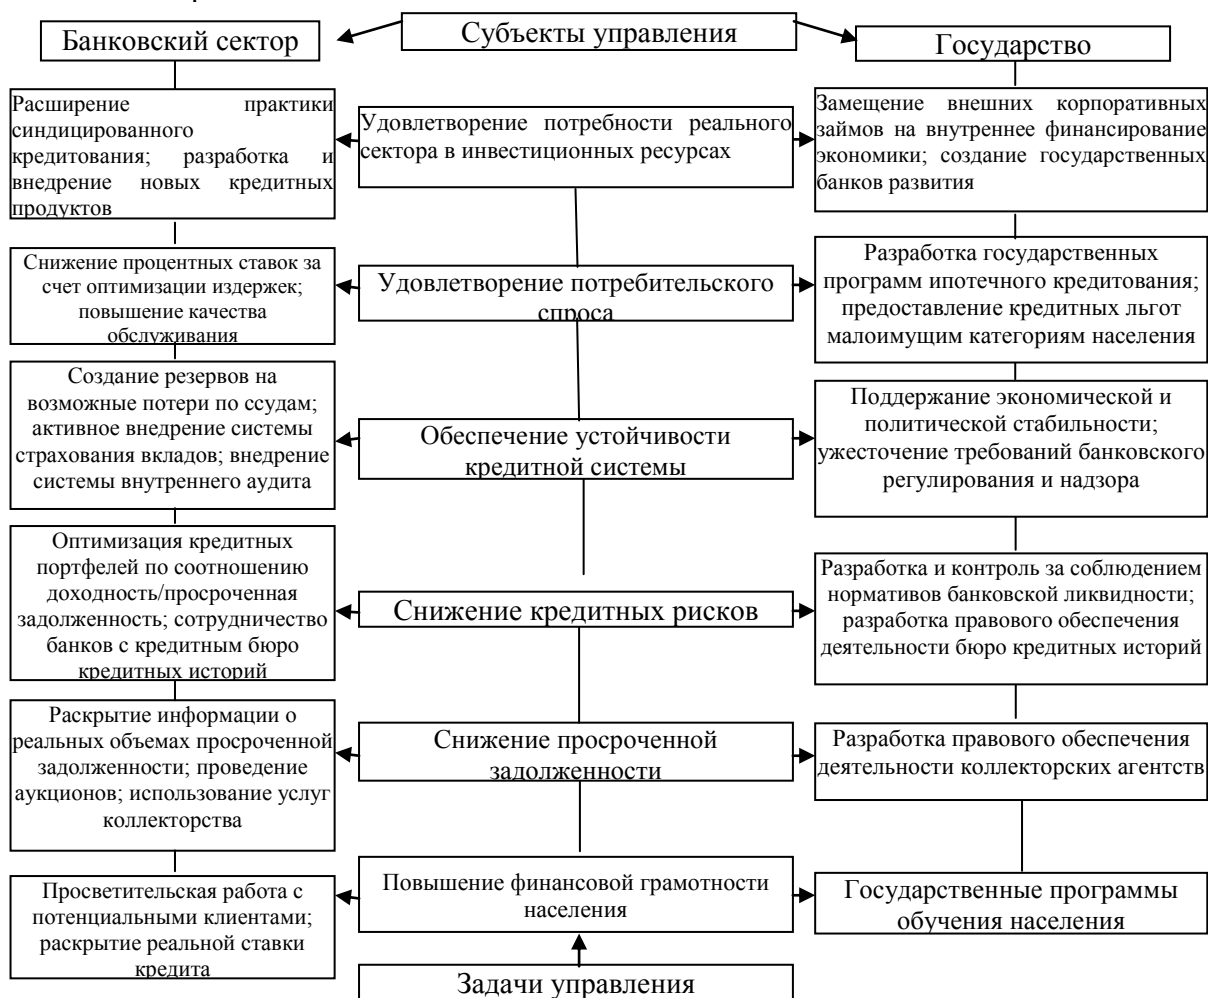 Субъекты управления
Банковский сектор
Государство
Расширение практики
синдицированного
кредитования; разработка и
внедрение новых кредитных
продуктов
Удовлетворение потребности реального
сектора в инвестиционных ресурсах
Замещение внешних корпоративных
займов на внутреннее финансирование
экономики; создание государственных
банков развития
Снижение процентных ставок за
счет оптимизации издержек;
повышение качества
обслуживания
Удовлетворение потребительского
спроса
Разработка государственных
программ ипотечного кредитования;
предоставление кредитных льгот
малоимущим категориям населения
Создание резервов на
возможные потери по ссудам;
активное внедрение системы
страхования вкладов; внедрение
системы внутреннего аудита
Обеспечение устойчивости
кредитной системы
Поддержание экономической и
политической стабильности;
ужесточение требований банковского
регулирования и надзора
Оптимизация кредитных
портфелей по соотношению
доходность/просроченная
задолженность; сотрудничество
банков с кредитным бюро
кредитных историй
Снижение кредитных рисков
Разработка и контроль за соблюдением
нормативов банковской ликвидности;
разработка правового обеспечения
деятельности бюро кредитных историй
Раскрытие информации о
реальных объемах просроченной
задолженности; проведение
аукционов; использование услуг
коллекторства
Снижение просроченной
задолженности
Разработка правового обеспечения
деятельности коллекторских агентств
Просветительская работа с
потенциальными клиентами;
раскрытие реальной ставки
кредита
Повышение финансовой грамотности
населения
Государственные программы
обучения населения
Задачи управления